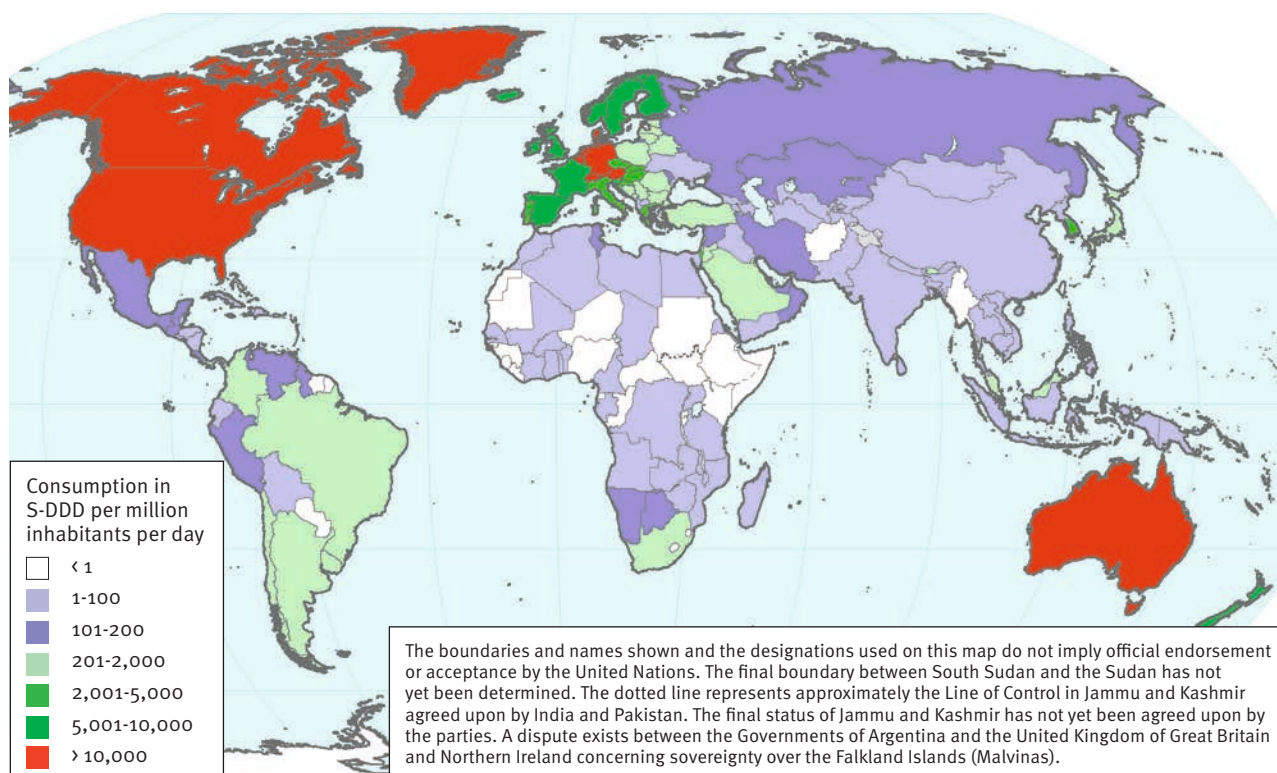 Consumption in
S-DDD per million
inhabitants per day
‹ 1
1-100
101-200
201-2,000
2,001-5,000
5,001-10,000
› 10,000
The boundaries and names shown and the designations used on this map do not imply official endorsement
or acceptance by the United Nations. The final boundary between South Sudan and the Sudan has not
yet been determined. The dotted line represents approximately the Line of Control in Jammu and Kashmir
agreed upon by India and Pakistan. The final status of Jammu and Kashmir has not yet been agreed upon by
the parties. A dispute exists between the Governments of Argentina and the United Kingdom of Great Britain
and Northern Ireland concerning sovereignty over the Falkland Islands (Malvinas).